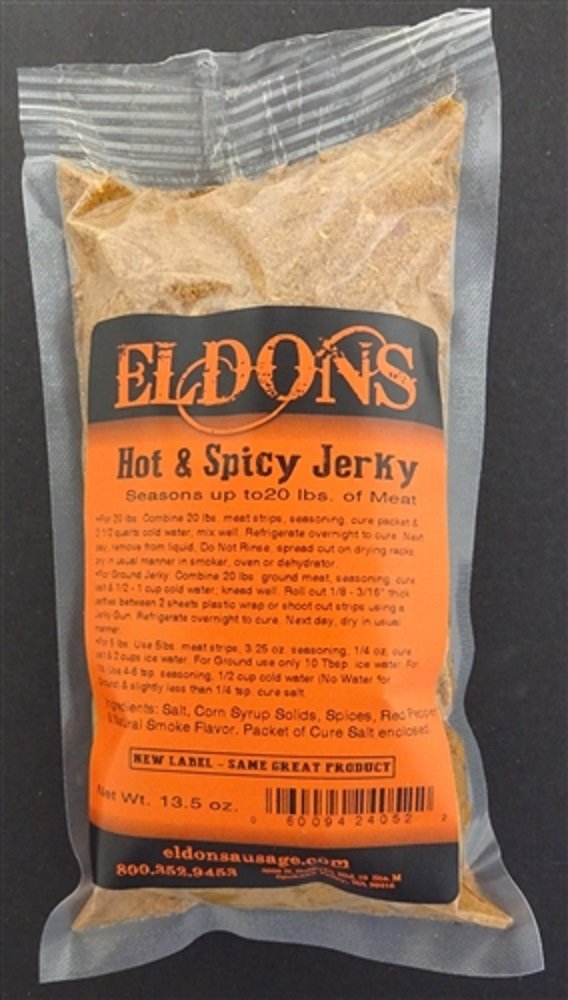 ELDONS
Hot & Spicy Jerky
Seasons up to20 lbs. of Meat
•For 20 lbs: Combine 20 lbs. meat strips, seasoning, cure packet &
2 1/2 quarts cold water, mix well. Refrigerate overnight to cure. Next
day, remove from liquid, Do Not Rinse, spread out on drying racks,
dry in usual manner in smoker, oven or dehydrator.
•For Ground Jerky: Combine 20 lbs. ground meat, seasoning, cure
salt & 1/2 - 1 cup cold water; knead well. Roll out 1/8 - 3/16" thick
patties between 2 sheets plastic wrap or shoot out strips using a
Jerky Gun. Refrigerate overnight to cure. Next day, dry in usual
manner.
•For 5 lbs: Use 5lbs. meat strips, 3.25 oz. seasoning, 1/4 oz. cure
salt & 2 cups ice water. For Ground use only 10 Tbsp. ice water. For
Use 4-6 tsp. seasoning, 1/2 cup cold water (No Water for
Ground) & slightly less than 1/4 tsp. cure salt.
Ingredients: Salt, Corn Syrup Solids, Spices, Red Pepper
& Natural Smoke Flavor. Packet of Cure Salt enclosed.
NEW LABEL - SAME GREAT PRODUCT
Net Wt. 13.5 oz.
0 60094 24052 2
eldonsausage.com
800.352.9453